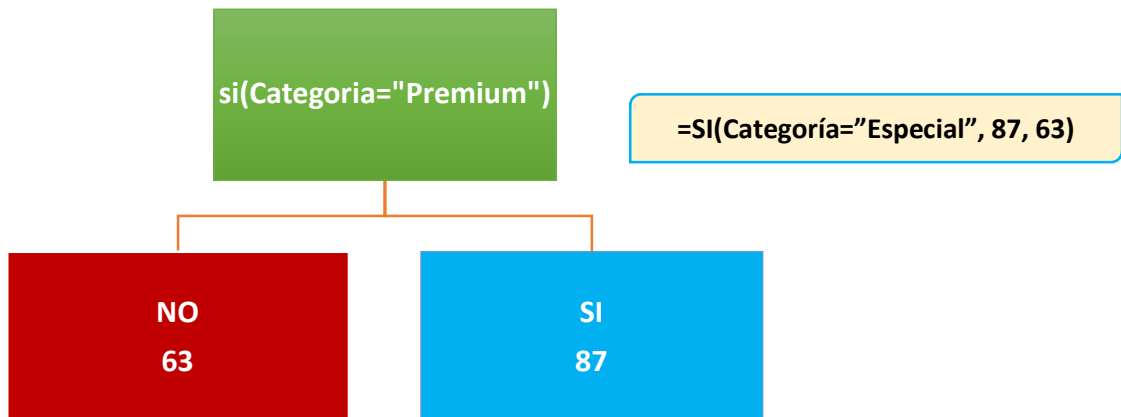 si(Categoria="Premium")
=SI(Categoría=”Especial”, 87, 63)
NO
63
SI
87